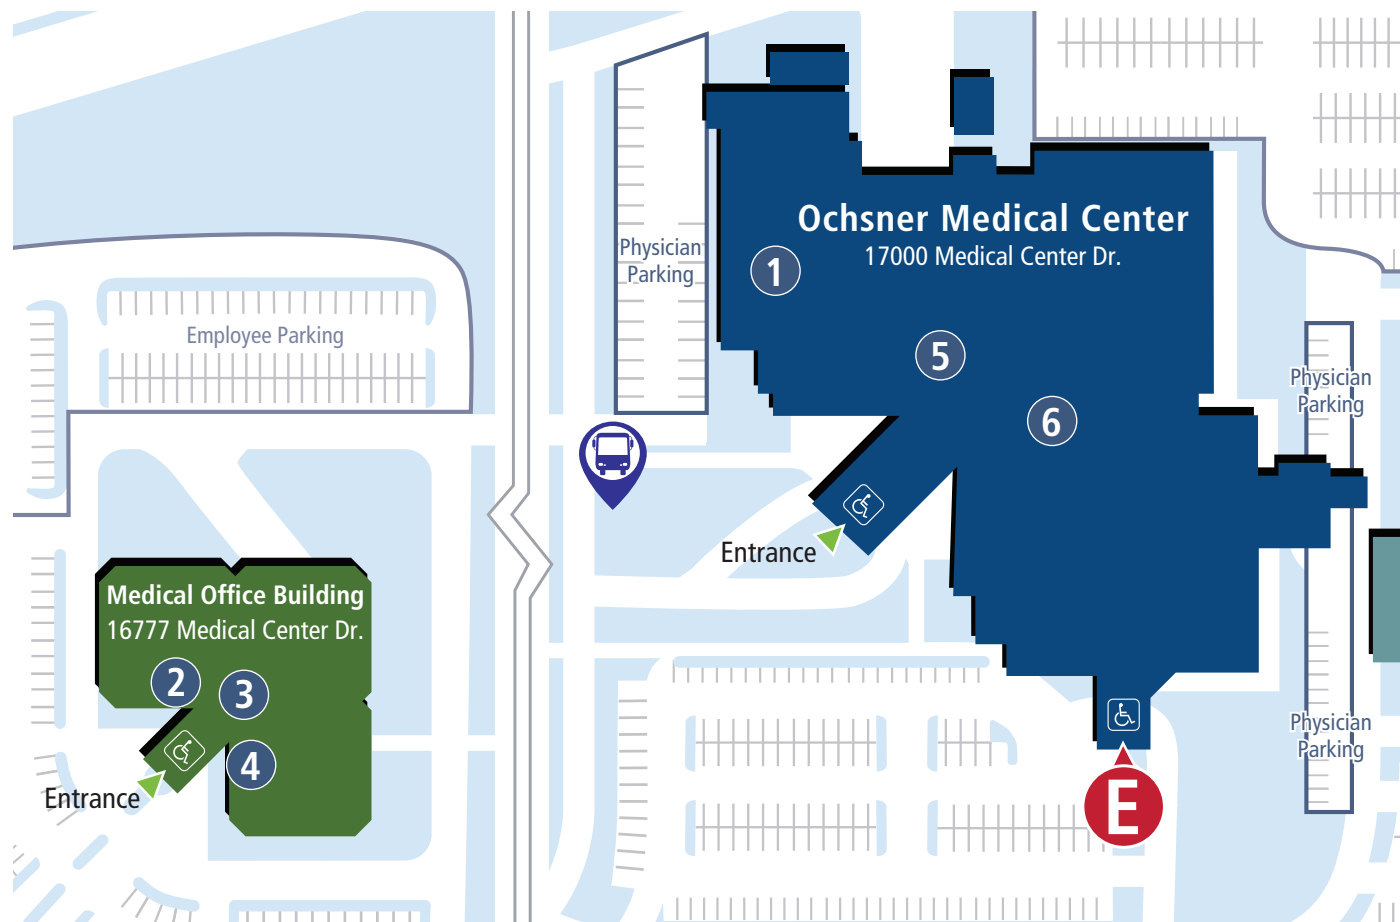 Ochsner Medical Center
17000 Medical Center Dr.
Physician
Parking
1
Employee Parking
5
Physician
Parking
6
Entrance
Medical Office Building
16777 Medical Center Dr.
2
3
4
Entrance
Physician
Parking
E